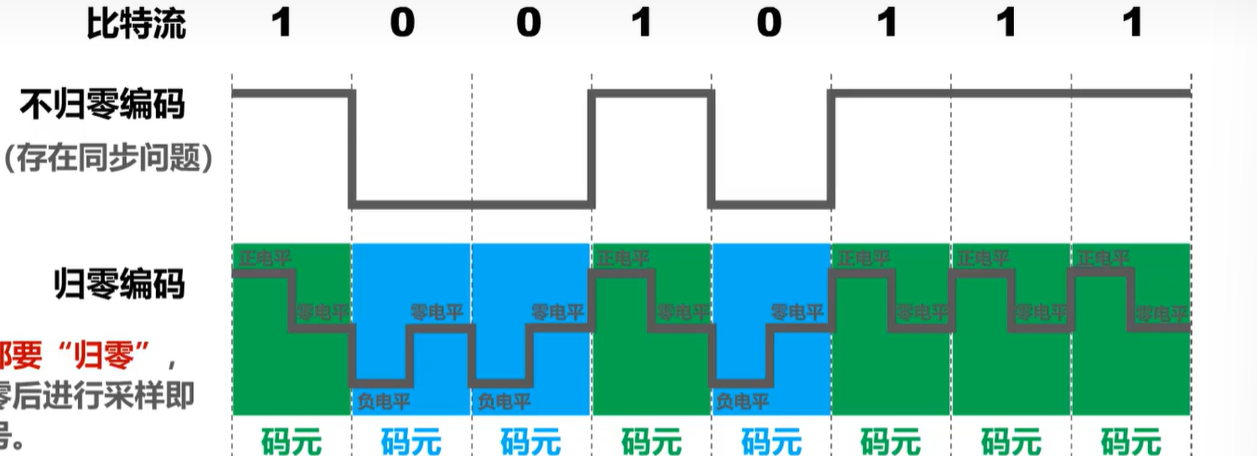 比特流 1 0 0 1 0 1 1 1
不归零编码
（存在同步问题）
正电平 正电平 正电平 正电平 正电平
归零编码
零电平 零电平 零电平 零电平 零电平 零电平 零电平 零电平
都要“归零”，
零后进行采样即
负电平 负电平 负电平
号。
码元 码元 码元 码元 码元 码元 码元 码元